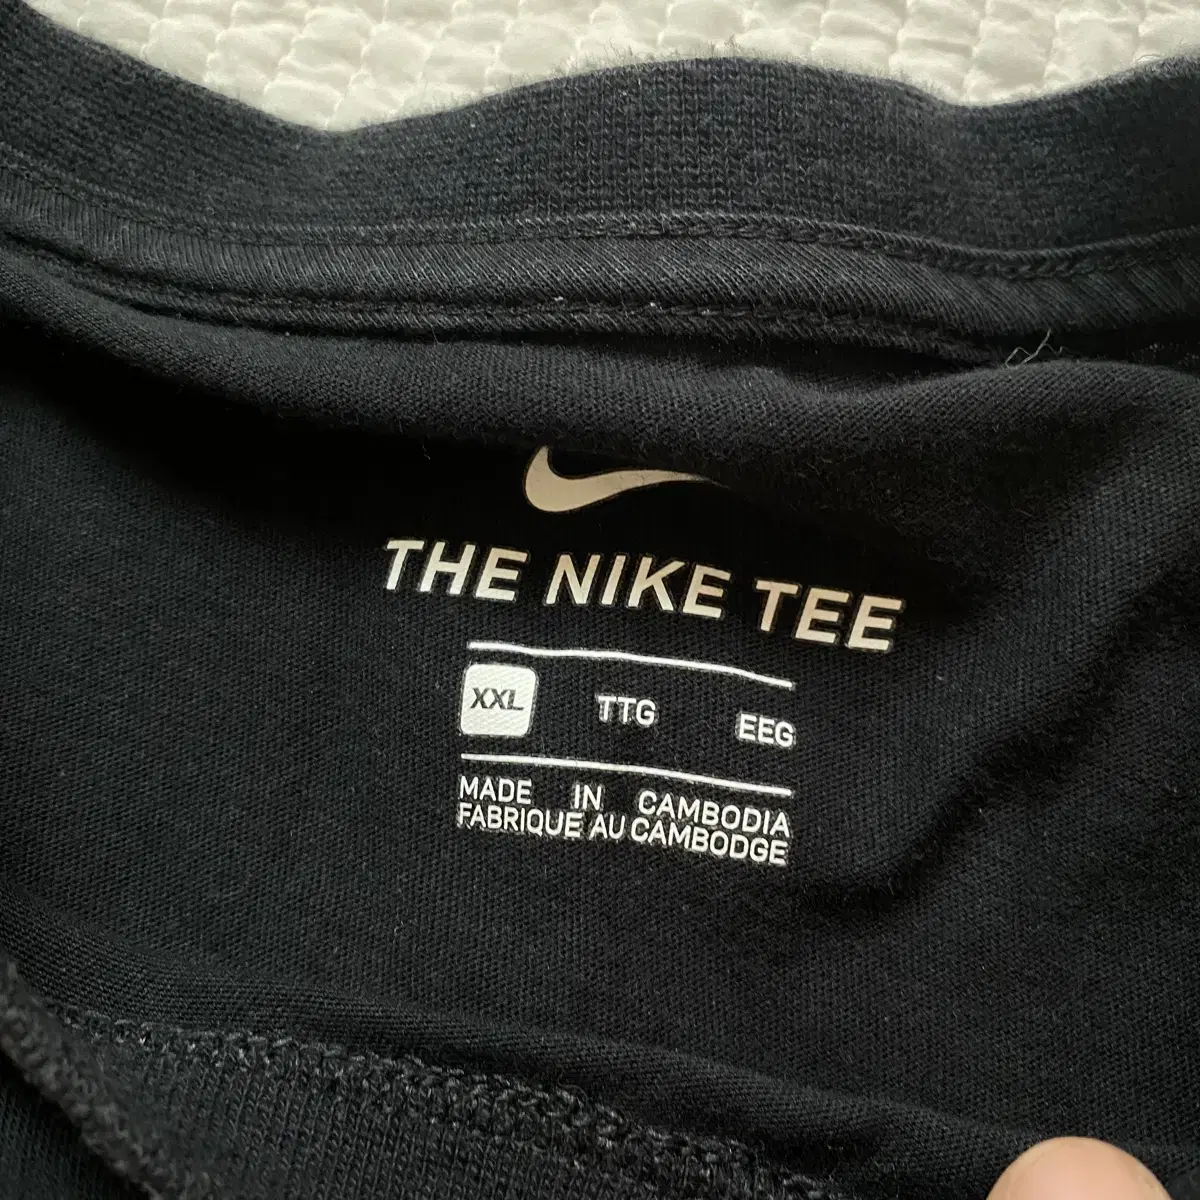 THE NIKE TEE
XXL TTG EEG
MADE IN CAMBODIA
FABRIQUE AU CAMBODGE